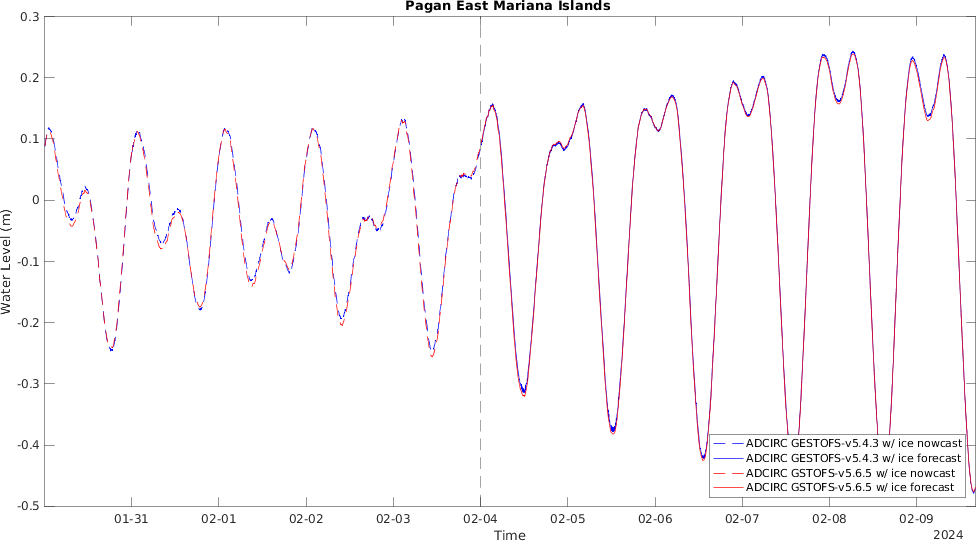 Pagan East Mariana Islands
0.3
0.2
0.1
0
-0.1
-0.2
-0.3
-0.4
-0.5
Water Level (m)
ADCIRC GESTOFS-v5.4.3 w/ ice nowcast
ADCIRC GESTOFS-v5.4.3 w/ ice forecast
ADCIRC GSTOFS-v5.6.5 w/ ice nowcast
ADCIRC GSTOFS-v5.6.5 w/ ice forecast
01-31 02-01 02-02 02-03 02-04 02-05 02-06 02-07 02-08 02-09
Time
2024